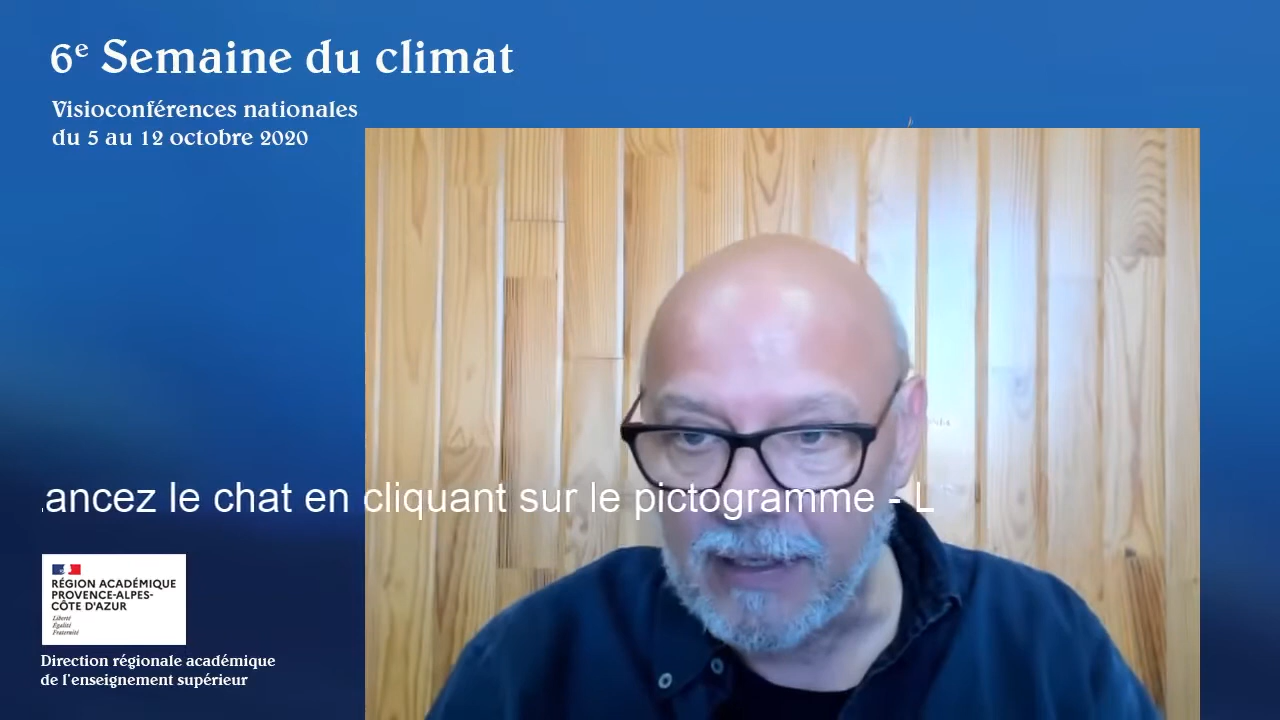 6e Semaine du climat
Visioconférences nationales
du 5 au 12 octobre 2020
ancez le chat en cliquant sur le pictogramme - L
RÉGION ACADÉMIQUE
PROVENCE-ALPES-
CÔTE D'AZUR
Liberté
Égalité
Fraternité
Direction régionale académique
de l'enseignement supérieur